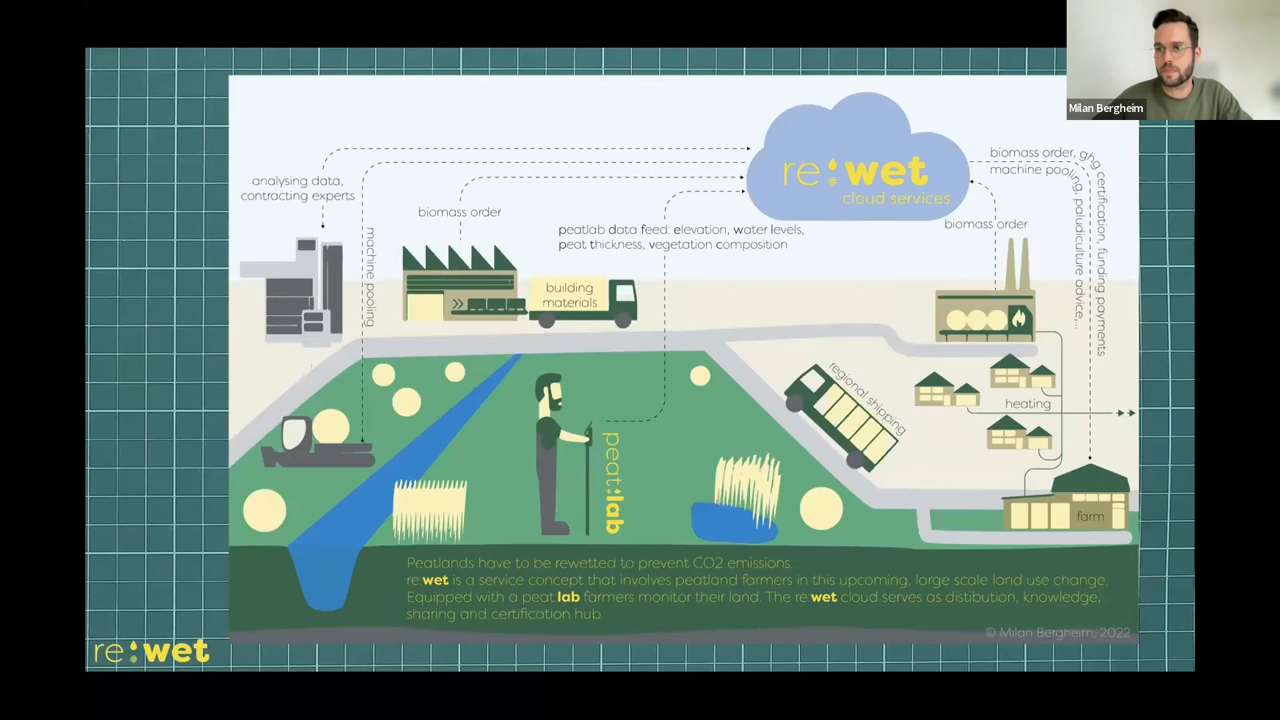 Milan Bergheim
re:wet
cloud services
biomass order, ghg certification, funding payments
machine pooling, paludiculture advice,...
analysing data,
contracting experts
machine pooling
biomass order
peatlab data feed: elevation, water levels,
peat thickness, vegetation composition
biomass order
building
materials
regional shipping
heating
peat:lab
farm
Peatlands have to be rewetted to prevent CO2 emissions.
re:wet is a service concept that involves peatland farmers in this upcoming, large scale land use change.
Equipped with a peat:lab farmers monitor their land. The re:wet cloud serves as distibution, knowledge,
sharing and certification hub
© Milan Bergheim, 2022
re:wet